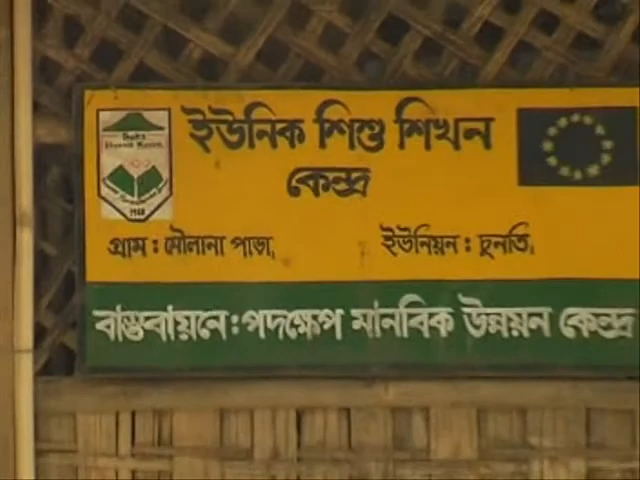 ইউনিক শিশু শিখন
কেন্দ্র
গ্রাম : মৌলানা পাড়া, ইউনিয়ন : চুনতি,
বাস্তবায়নে : পদক্ষেপ মানবিক উন্নয়ন কেন্দ্র